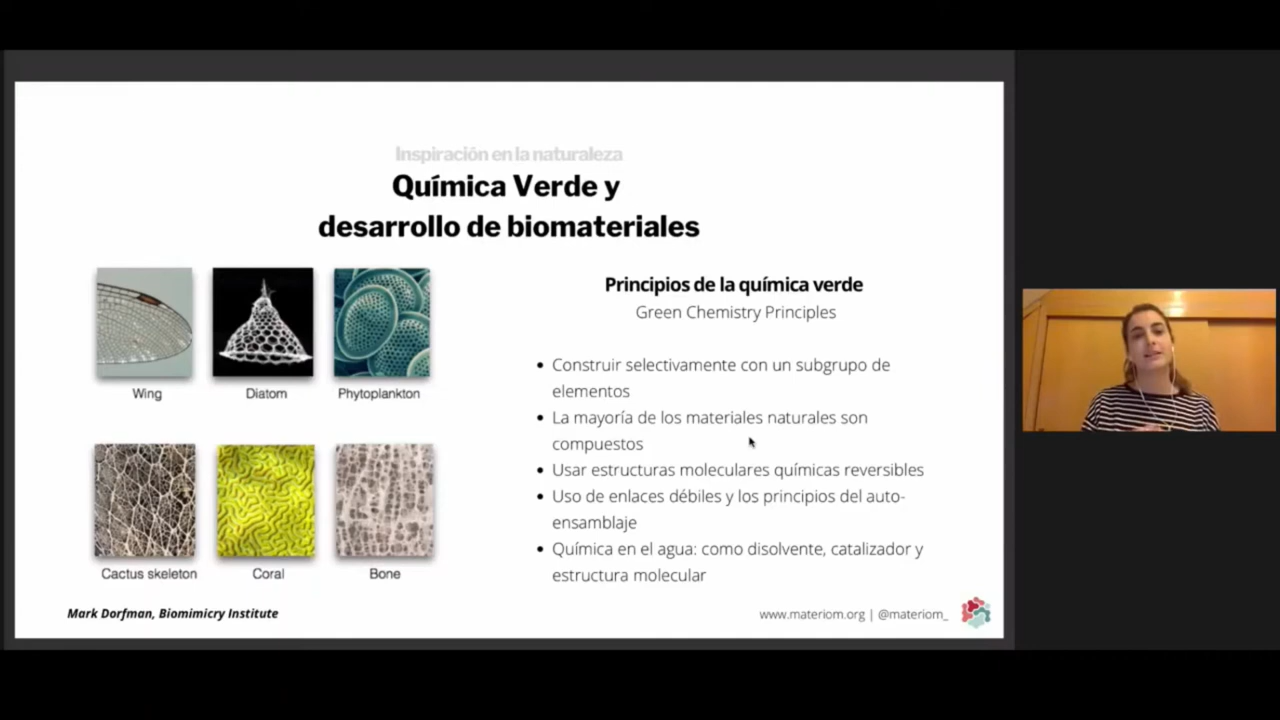 Inspiración en la naturaleza
Química Verde y
desarrollo de biomateriales
Wing
Diatom
Phytoplankton
Cactus skeleton
Coral
Bone
Principios de la química verde
Green Chemistry Principles
• Construir selectivamente con un subgrupo de
elementos
• La mayoría de los materiales naturales son
compuestos
• Usar estructuras moleculares químicas reversibles
• Uso de enlaces débiles y los principios del auto-
ensamblaje
• Química en el agua: como disolvente, catalizador y
estructura molecular
Mark Dorfman, Biomimicry Institute
www.materiom.org | @materiom_